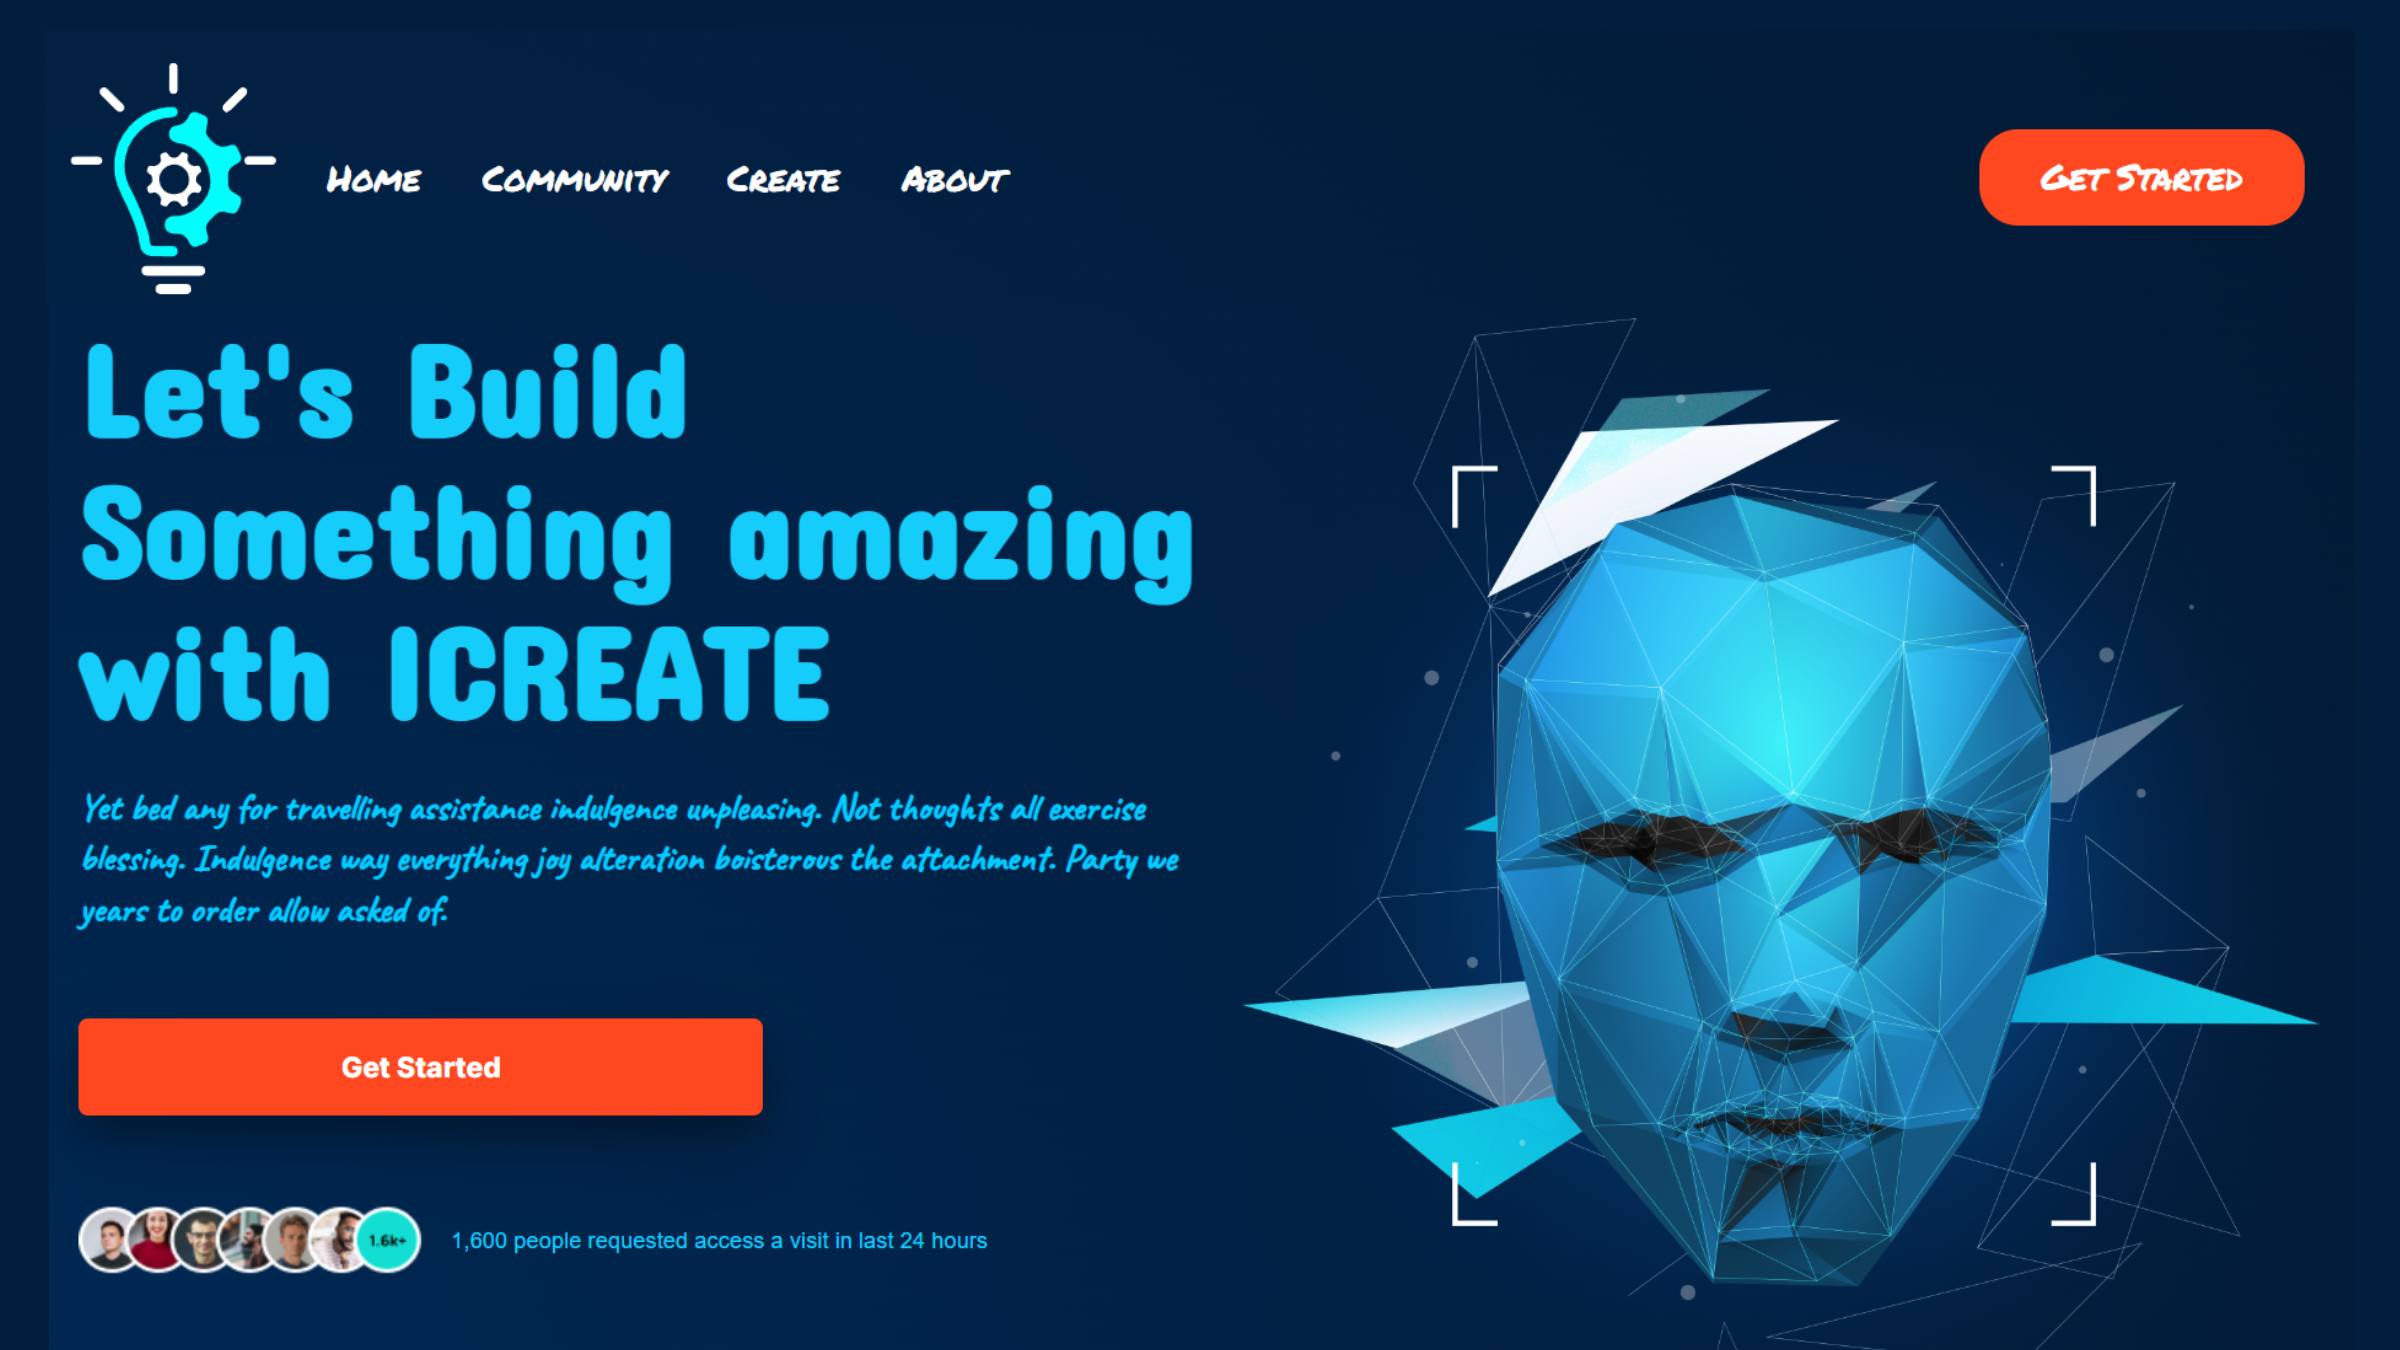 Home Community Create About
Get Started
Let's Build
Something amazing
with ICREATE
Yet bed any for travelling assistance indulgence unpleasing. Not thoughts all exercise
blessing. Indulgence way everything joy alteration boisterous the attachment. Party we
years to order allow asked of.
Get Started
1.6k+
1,600 people requested access a visit in last 24 hours